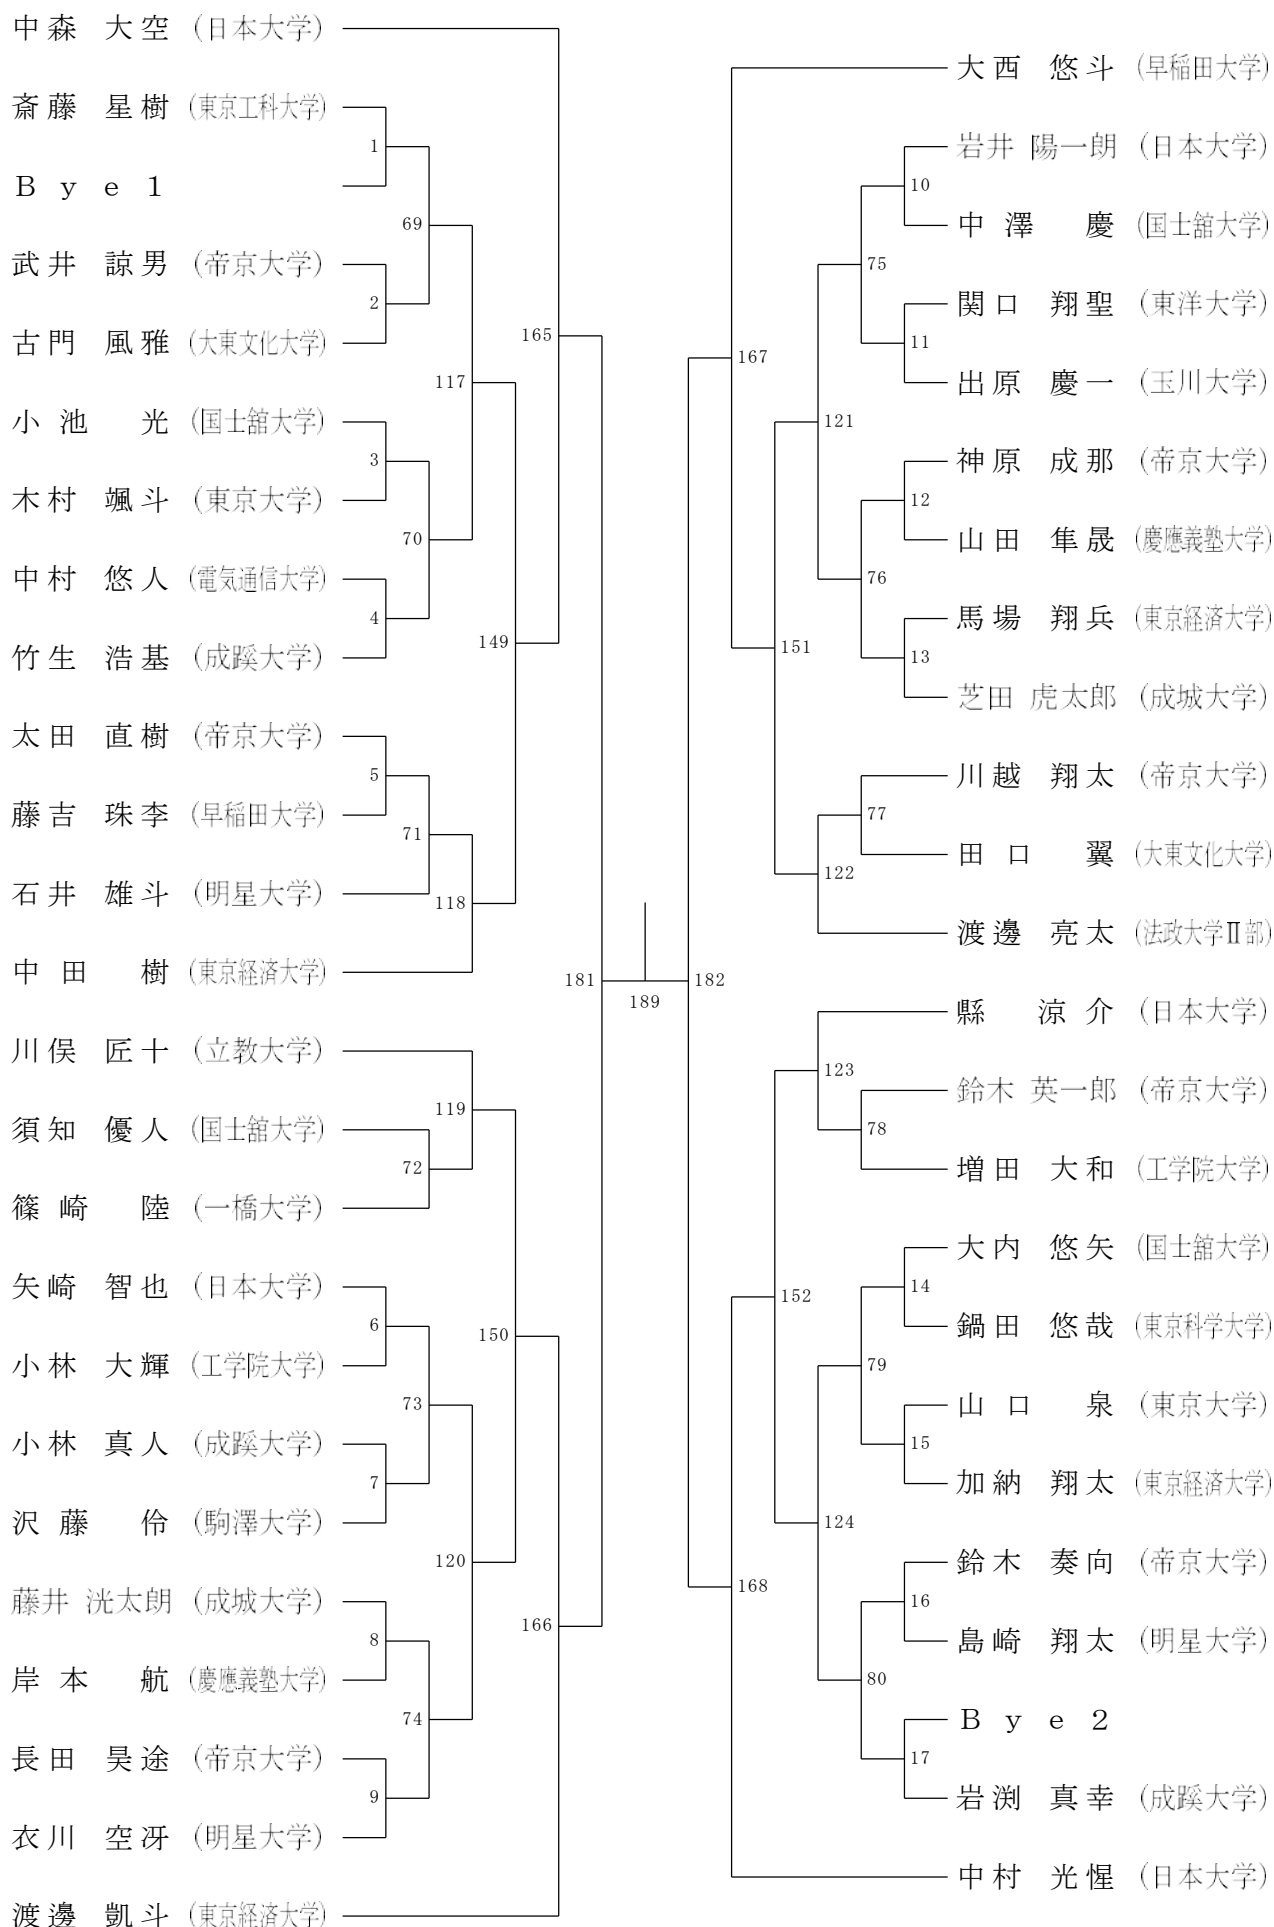 中森 大空 (日本大学)
斎藤 星樹 (東京工科大学)
1
Ｂｙｅ１
69
武井 諒男 (帝京大学)
2
古門 風雅 (大東文化大学)
165
117
小池 光 (国士舘大学)
3
木村 颯斗 (東京大学)
70
中村 悠人 (電気通信大学)
4
149
竹生 浩基 (成蹊大学)
太田 直樹 (帝京大学)
5
藤吉 珠李 (早稲田大学)
71
石井 雄斗 (明星大学)
118
中田 樹 (東京経済大学)
181
189
川俣 匠十 (立教大学)
119
須知 優人 (国士舘大学)
72
篠崎 陸 (一橋大学)
矢崎 智也 (日本大学)
6
150
小林 大輝 (工学院大学)
73
小林 真人 (成蹊大学)
7
沢藤 伶 (駒澤大学)
120
藤井 洸太朗 (成城大学)
166
8
岸本 航 (慶應義塾大学)
74
長田 昊途 (帝京大学)
9
衣川 空冴 (明星大学)
渡邊 凱斗 (東京経済大学)
大西 悠斗 (早稲田大学)
岩井 陽一朗 (日本大学)
10
中澤 慶 (国士舘大学)
75
関口 翔聖 (東洋大学)
11
167
出原 慶一 (玉川大学)
121
神原 成那 (帝京大学)
12
山田 隼晟 (慶應義塾大学)
76
馬場 翔兵 (東京経済大学)
151
13
芝田 虎太郎 (成城大学)
川越 翔太 (帝京大学)
77
田口 翼 (大東文化大学)
122
渡邊 亮太 (法政大学Ⅱ部)
182
縣 涼介 (日本大学)
123
鈴木 英一郎 (帝京大学)
78
増田 大和 (工学院大学)
大内 悠矢 (国士舘大学)
14
152
鍋田 悠哉 (東京科学大学)
79
山口 泉 (東京大学)
15
加納 翔太 (東京経済大学)
124
鈴木 奏向 (帝京大学)
168
16
島崎 翔太 (明星大学)
80
Ｂｙｅ２
17
岩渕 真幸 (成蹊大学)
中村 光惺 (日本大学)